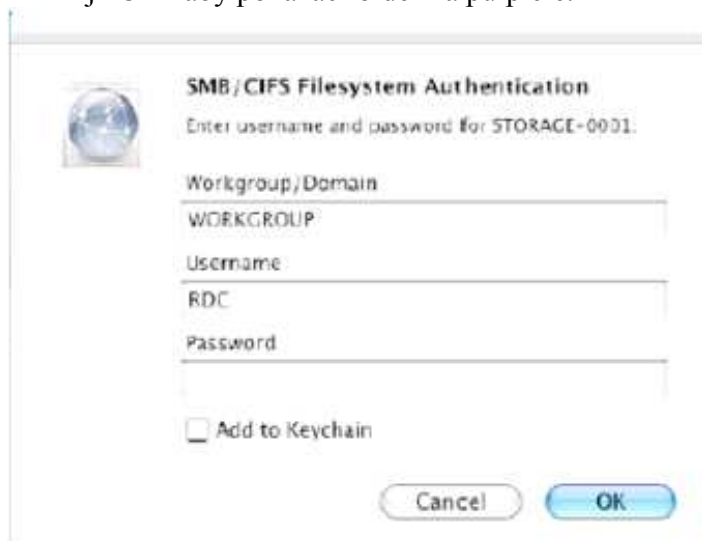 SMB/CIFS Filesystem Authentication
Enter username and password for STORAGE-0001.
Workgroup/Domain
WORKGROUP
Username
RDC
Password
Add to Keychain
Cancel
OK